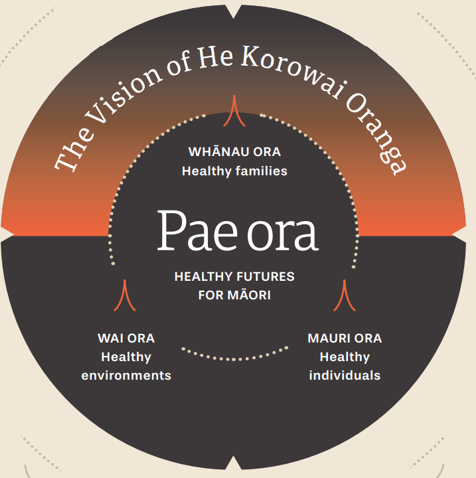 The Vision of He Korowai Oranga
WHĀNAU ORA
Healthy families
Pae ora
HEALTHY FUTURES
FOR MĀORI
WAI ORA
Healthy
environments
MAURI ORA
Healthy
individuals